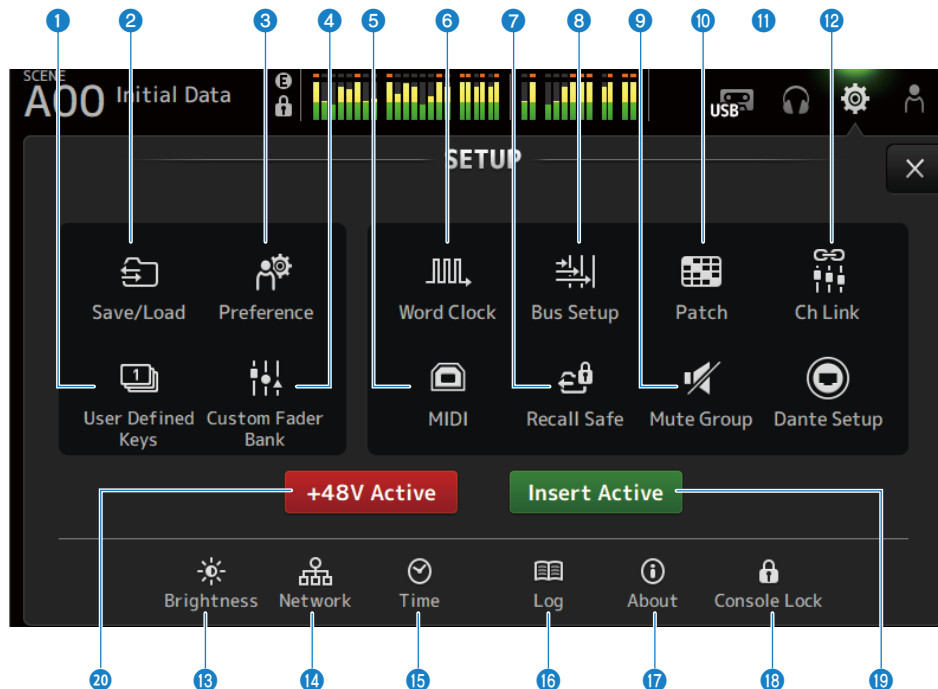 1 2 3 4 5 6 7 8 9 10 11 12
SCENE
A00 Initial Data
E
USB
SETUP
Save/Load Preference Word Clock Bus Setup Patch Ch Link
1
User Defined Keys Custom Fader Bank MIDI Recall Safe Mute Group Dante Setup
+48V Active Insert Active
Brightness Network Time Log About Console Lock
20 13 14 15 16 17 18 19